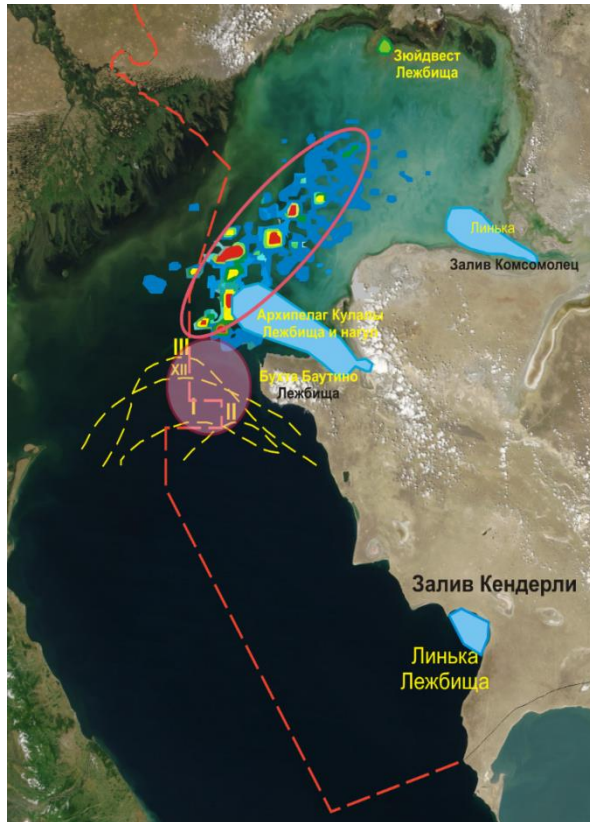 Зюйдвест
Лежбища
Линька
Залив Комсомолец
Архипелаг Кулалы
Лежбища и нагул
III
XII
Бухта Баутино
Лежбища
I
II
Залив Кендерли
Линька
Лежбища